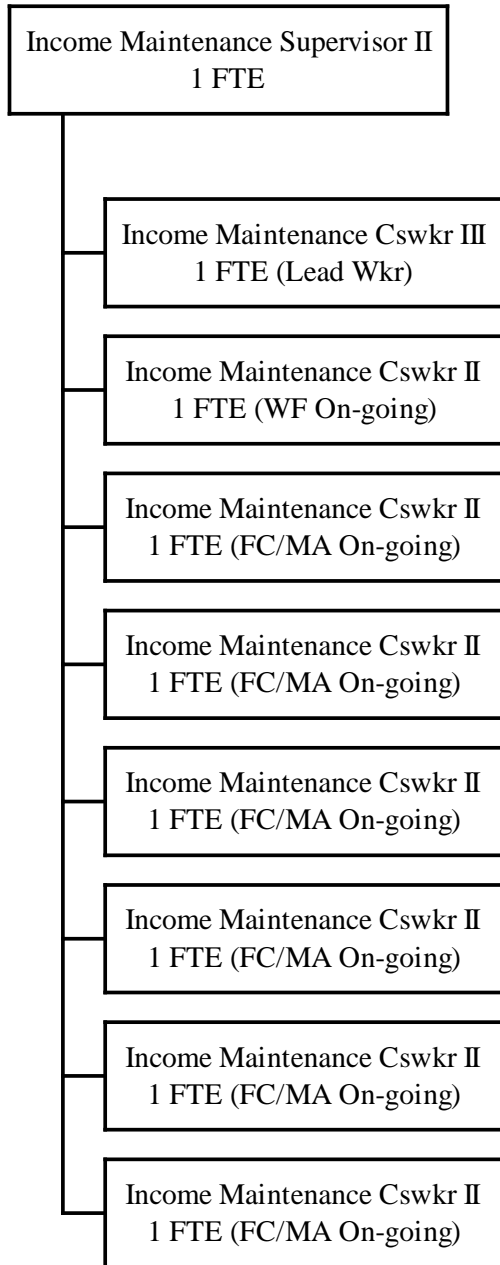 Income Maintenance Supervisor II
1 FTE
Income Maintenance Cswkr III
1 FTE (Lead Wkr)
Income Maintenance Cswkr II
1 FTE (WF On-going)
Income Maintenance Cswkr II
1 FTE (FC/MA On-going)
Income Maintenance Cswkr II
1 FTE (FC/MA On-going)
Income Maintenance Cswkr II
1 FTE (FC/MA On-going)
Income Maintenance Cswkr II
1 FTE (FC/MA On-going)
Income Maintenance Cswkr II
1 FTE (FC/MA On-going)
Income Maintenance Cswkr II
1 FTE (FC/MA On-going)